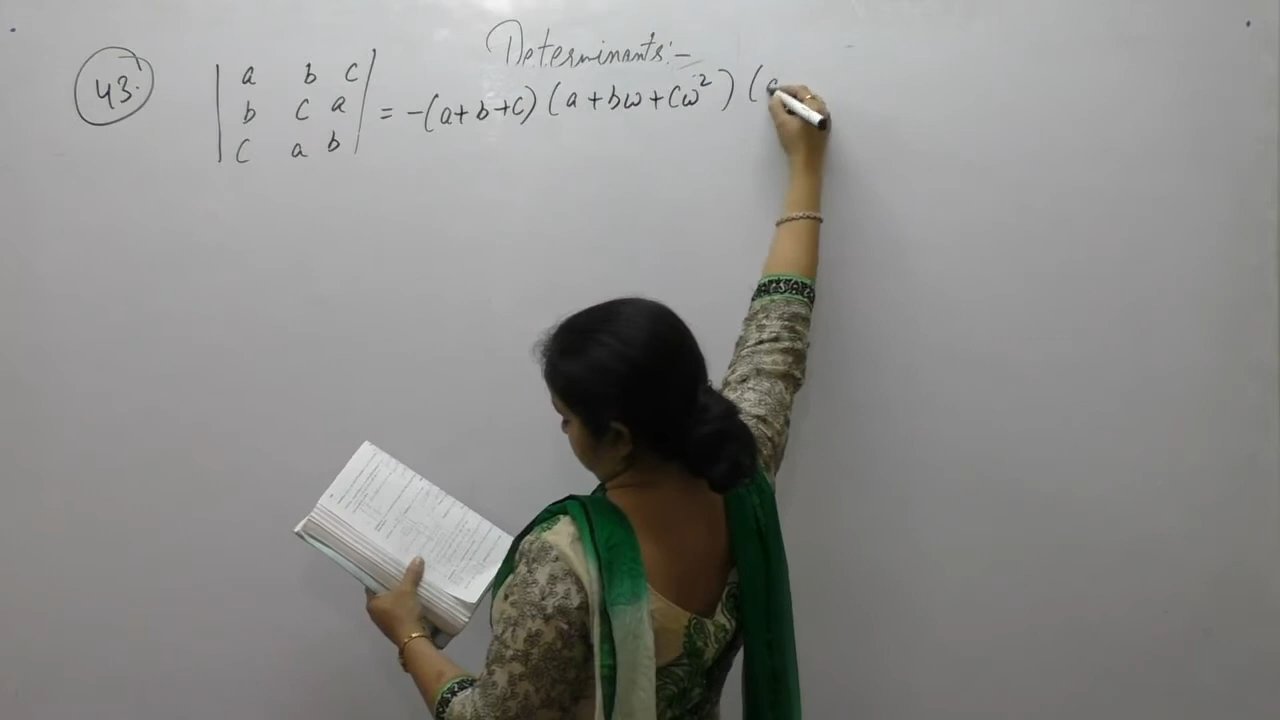 Determinants:-
43.
| a b c |
| b c a | = -(a+b+c) (a+bω+cω²) (a
| c a b |